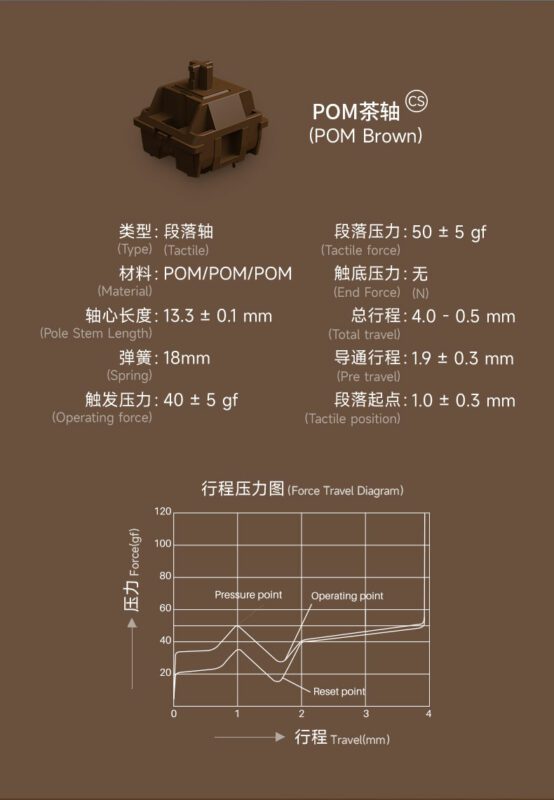 POM茶轴 CS
(POM Brown)
类型: 段落轴
(Type) (Tactile)
材料: POM/POM/POM
(Material)
轴心长度: 13.3 ± 0.1 mm
(Pole Stem Length)
弹簧: 18mm
(Spring)
触发压力: 40 ± 5 gf
(Operating force)
段落压力: 50 ± 5 gf
(Tactile force)
触底压力: 无
(End Force) (N)
总行程: 4.0 - 0.5 mm
(Total travel)
导通行程: 1.9 ± 0.3 mm
(Pre travel)
段落起点: 1.0 ± 0.3 mm
(Tactile position)
行程压力图 (Force Travel Diagram)
压力 Force(gf)
120
100
80
60
40
20
Pressure point
Operating point
Reset point
0 1 2 3 4
行程 Travel(mm)